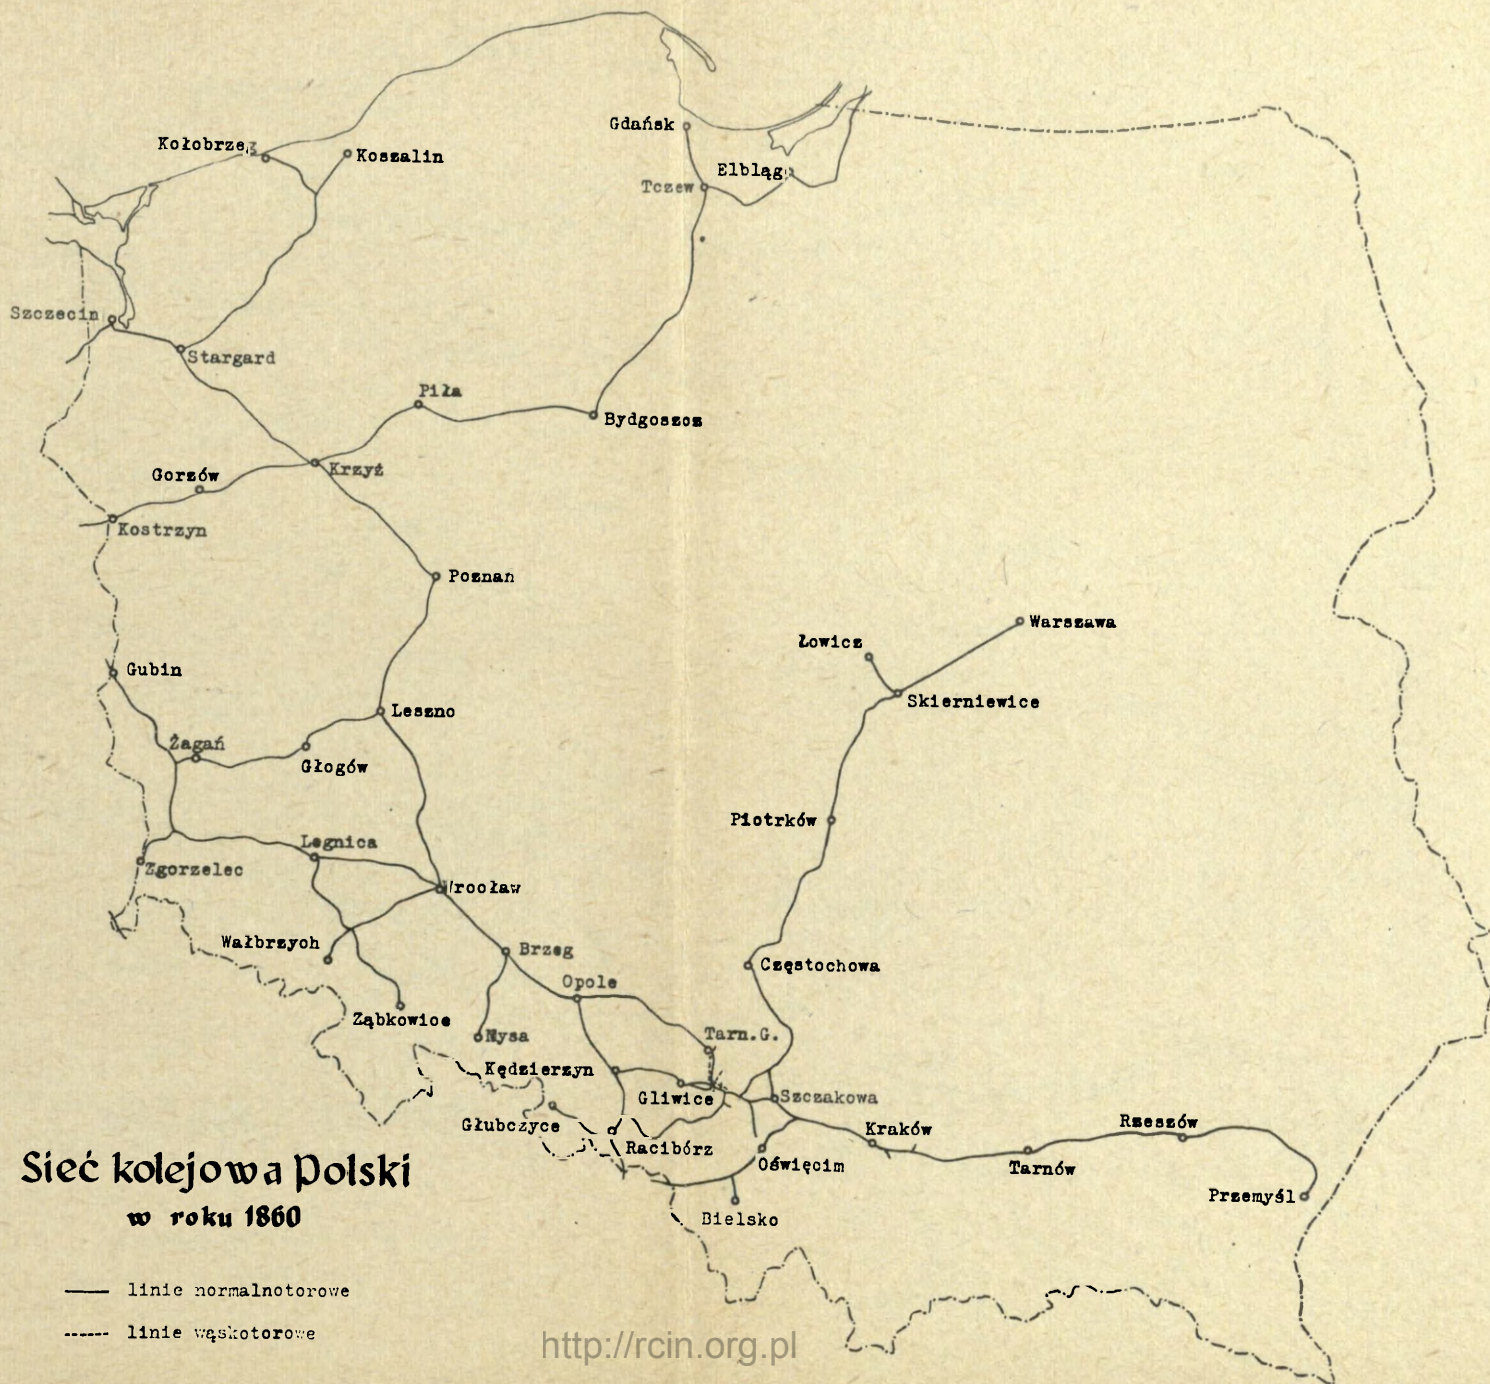 Gdańsk
Kołobrzeg
Koszalin
Elbląg
Tczew
Szczecin
Stargard
Piła
Bydgoszcz
Krzyż
Gorzów
Kostrzyn
Poznań
Warszawa
Łowicz
Gubin
Skierniewice
Leszno
Żagań
Głogów
Piotrków
Legnica
Zgorzelec
Wrocław
Wałbrzych
Brzeg
Częstochowa
Opole
Ząbkowice
Nysa
Tarn.G.
Kędzierzyn
Gliwice
Szczakowa
Głubczyce
Kraków
Rzeszów
Racibórz
Oświęcim
Tarnów
Przemyśl
Bielsko
Sieć kolejowa Polski
w roku 1860
linie normalnotorowe
linie wąskotorowe
http://rcin.org.pl